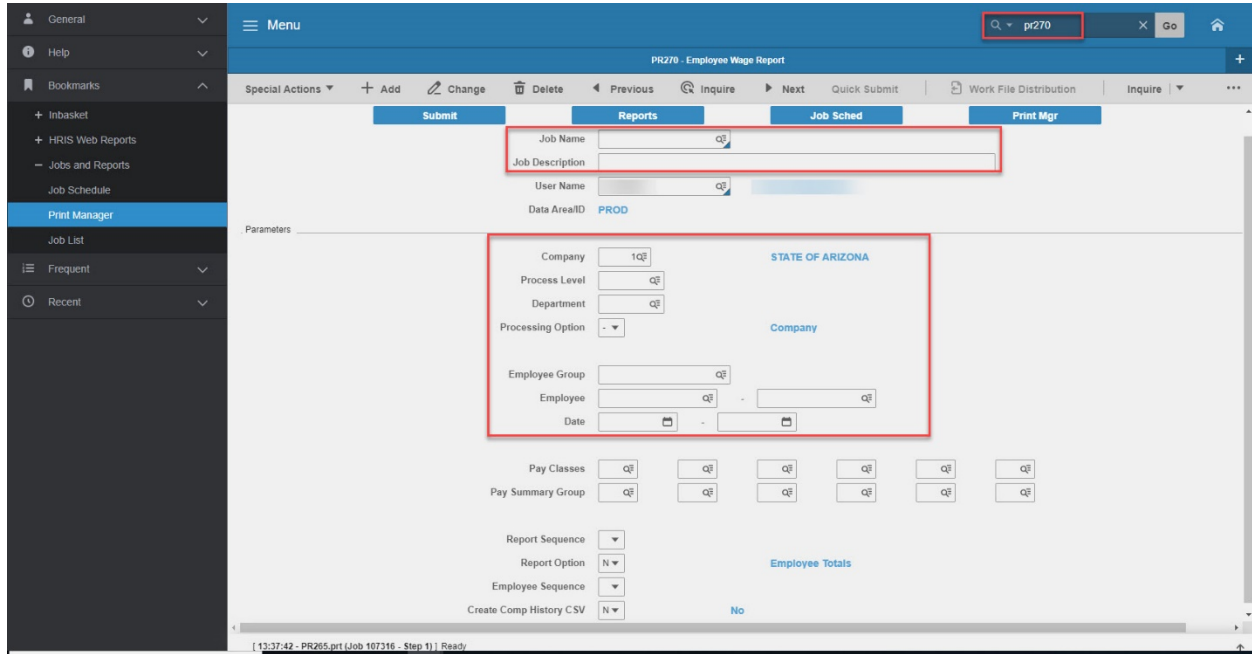 General
Menu
pr270
Go
Help
PR270 - Employee Wage Report
+
Bookmarks
Special Actions
+ Add
Change
Delete
Previous
Inquire
Next
Quick Submit
Work File Distribution
Inquire
...
+ Inbasket
+ HRIS Web Reports
- Jobs and Reports
Job Schedule
Print Manager
Job List
Frequent
Recent
Submit
Reports
Job Sched
Print Mgr
Job Name
Job Description
User Name
Data Area/ID PROD
Parameters
Company 1 STATE OF ARIZONA
Process Level
Department
Processing Option - Company
Employee Group
Employee -
Date -
Pay Classes
Pay Summary Group
Report Sequence
Report Option N Employee Totals
Employee Sequence
Create Comp History CSV N No
[ 13:37:42 - PR265.prt (Job 107316 - Step 1) ] Ready